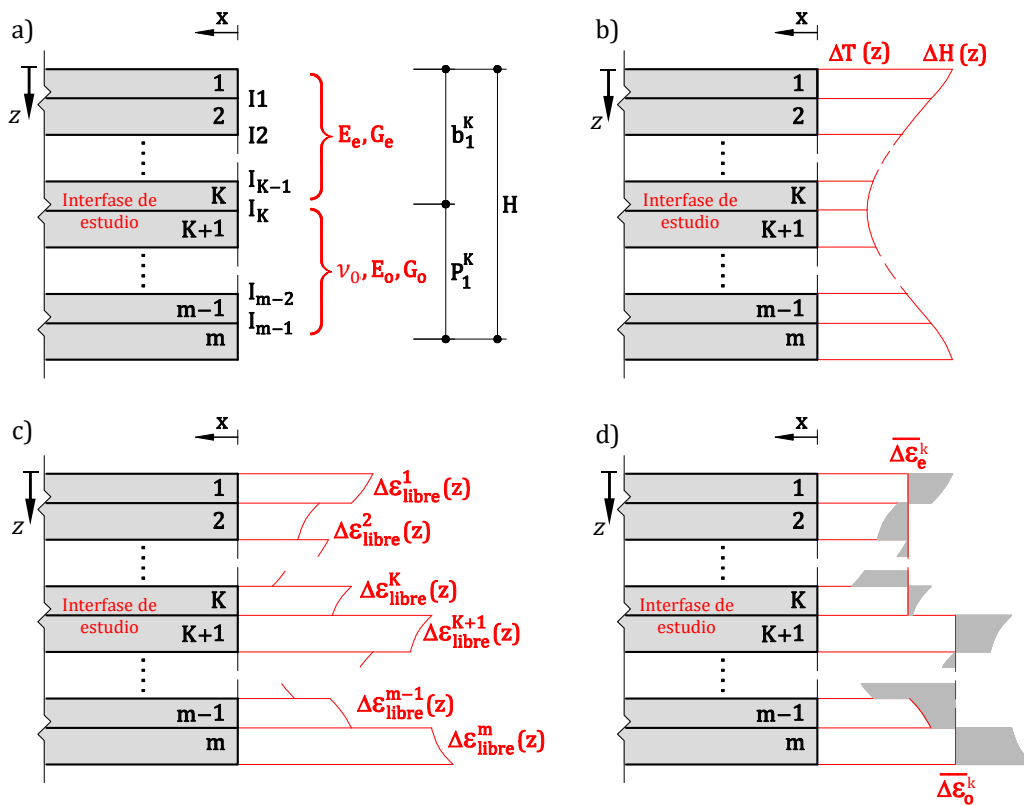 a)
x
z
1
I1
2
I2
E_e, G_e
b_1^K
H
I_{K-1}
Interfase de
estudio
K
I_K
K+1
ν_0, E_o, G_o
P_1^K
I_{m-2}
m-1
I_{m-1}
m
b)
x
ΔT (z)
ΔH (z)
z
1
2
Interfase de
estudio
K
K+1
m-1
m
c)
x
z
1
Δε_libre^1(z)
2
Δε_libre^2(z)
Interfase de
estudio
K
Δε_libre^K(z)
K+1
Δε_libre^{K+1}(z)
m-1
Δε_libre^{m-1}(z)
m
Δε_libre^m(z)
d)
x
\overline{Δε}_e^k
z
1
2
Interfase de
estudio
K
K+1
m-1
m
\overline{Δε}_o^k